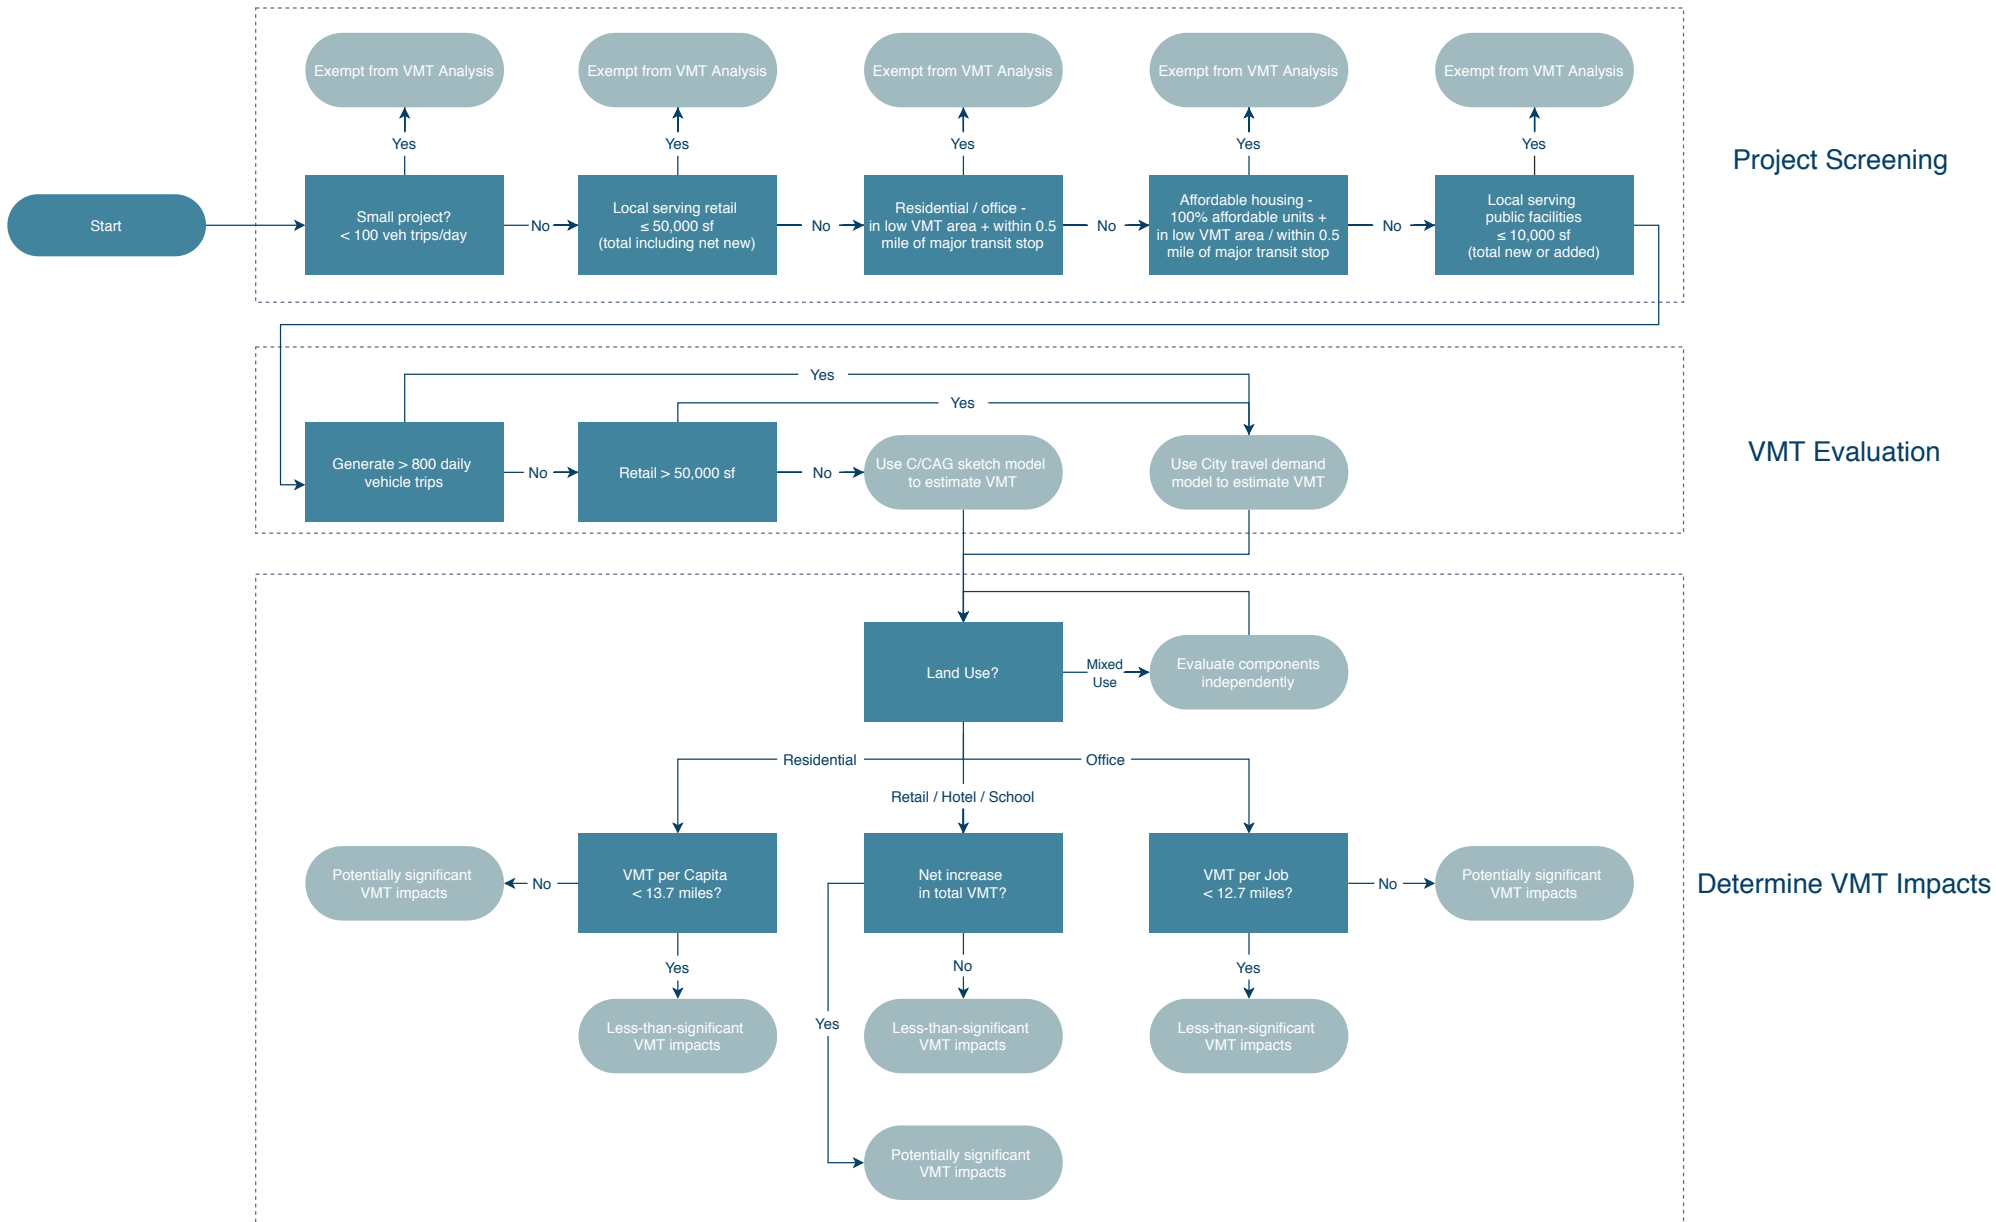 Exempt from VMT Analysis
Exempt from VMT Analysis
Exempt from VMT Analysis
Exempt from VMT Analysis
Exempt from VMT Analysis
Yes
Yes
Yes
Yes
Yes
Project Screening
Start
Small project?
< 100 veh trips/day
No
Local serving retail
≤ 50,000 sf
(total including net new)
No
Residential / office -
in low VMT area + within 0.5
mile of major transit stop
No
Affordable housing -
100% affordable units +
in low VMT area / within 0.5
mile of major transit stop
No
Local serving
public facilities
≤ 10,000 sf
(total new or added)
Yes
Yes
VMT Evaluation
Generate > 800 daily
vehicle trips
No
Retail > 50,000 sf
No
Use C/CAG sketch model
to estimate VMT
Use City travel demand
model to estimate VMT
Land Use?
Mixed
Use
Evaluate components
independently
Residential
Office
Retail / Hotel / School
Potentially significant
VMT impacts
No
VMT per Capita
< 13.7 miles?
Net increase
in total VMT?
VMT per Job
< 12.7 miles?
No
Potentially significant
VMT impacts
Determine VMT Impacts
Yes
No
Yes
Less-than-significant
VMT impacts
Yes
Less-than-significant
VMT impacts
Less-than-significant
VMT impacts
Potentially significant
VMT impacts